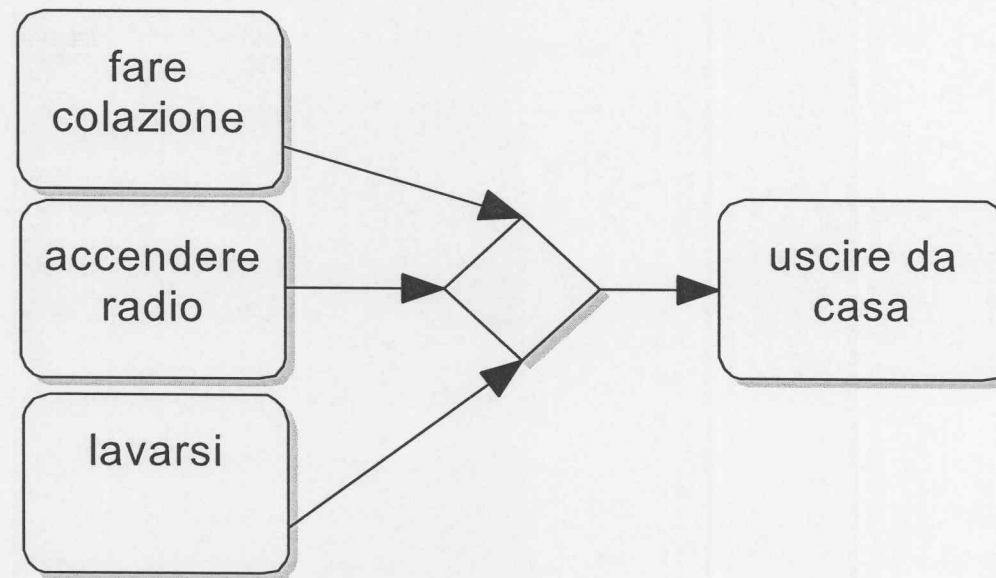 fare
colazione
accendere
radio
lavarsi
uscire da
casa